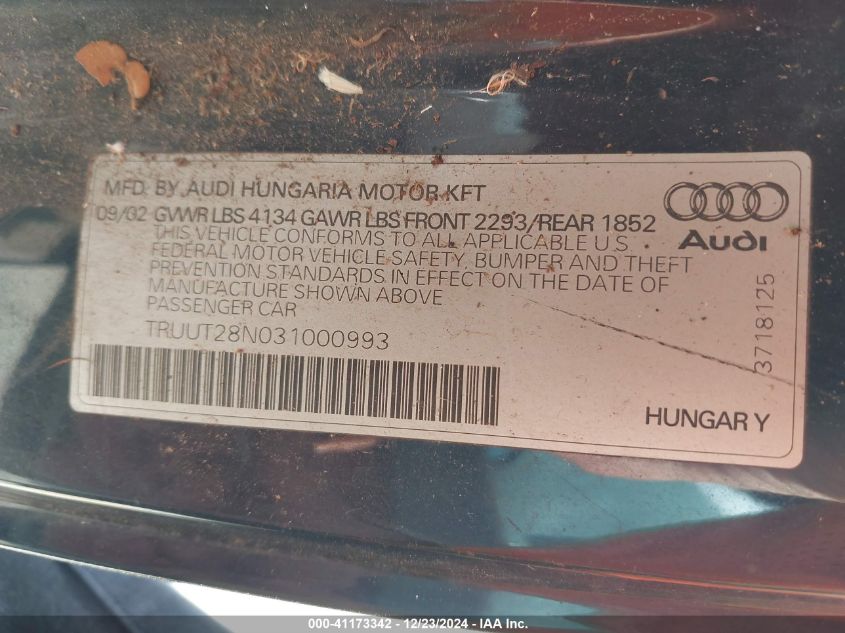 MFD. BY AUDI HUNGARIA MOTOR KFT
09/02 GVWR LBS 4134 GAWR LBS FRONT 2293/REAR 1852
THIS VEHICLE CONFORMS TO ALL APPLICABLE U.S.
FEDERAL MOTOR VEHICLE SAFETY, BUMPER AND THEFT
PREVENTION STANDARDS IN EFFECT ON THE DATE OF
MANUFACTURE SHOWN ABOVE
PASSENGER CAR
TRUUT28N031000993
Audi
3718125
HUNGARY
000-41173342 - 12/23/2024 - IAA Inc.